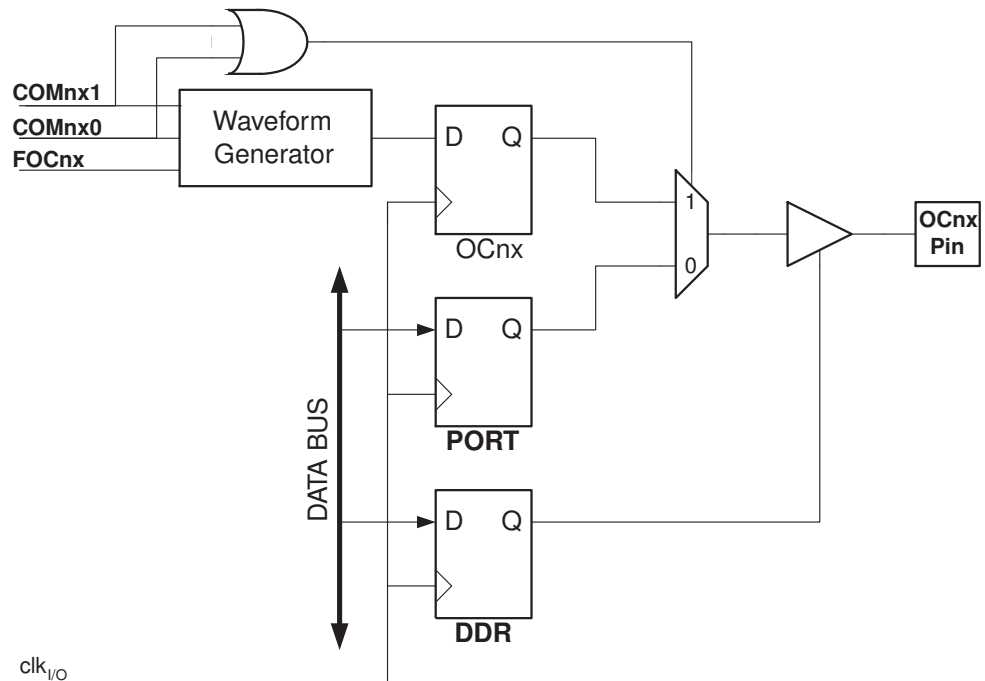 COMnx1
COMnx0
FOCnx
Waveform
Generator
D Q
OCnx
1
0
OCnx
Pin
D Q
PORT
DATA BUS
D Q
DDR
clkI/O